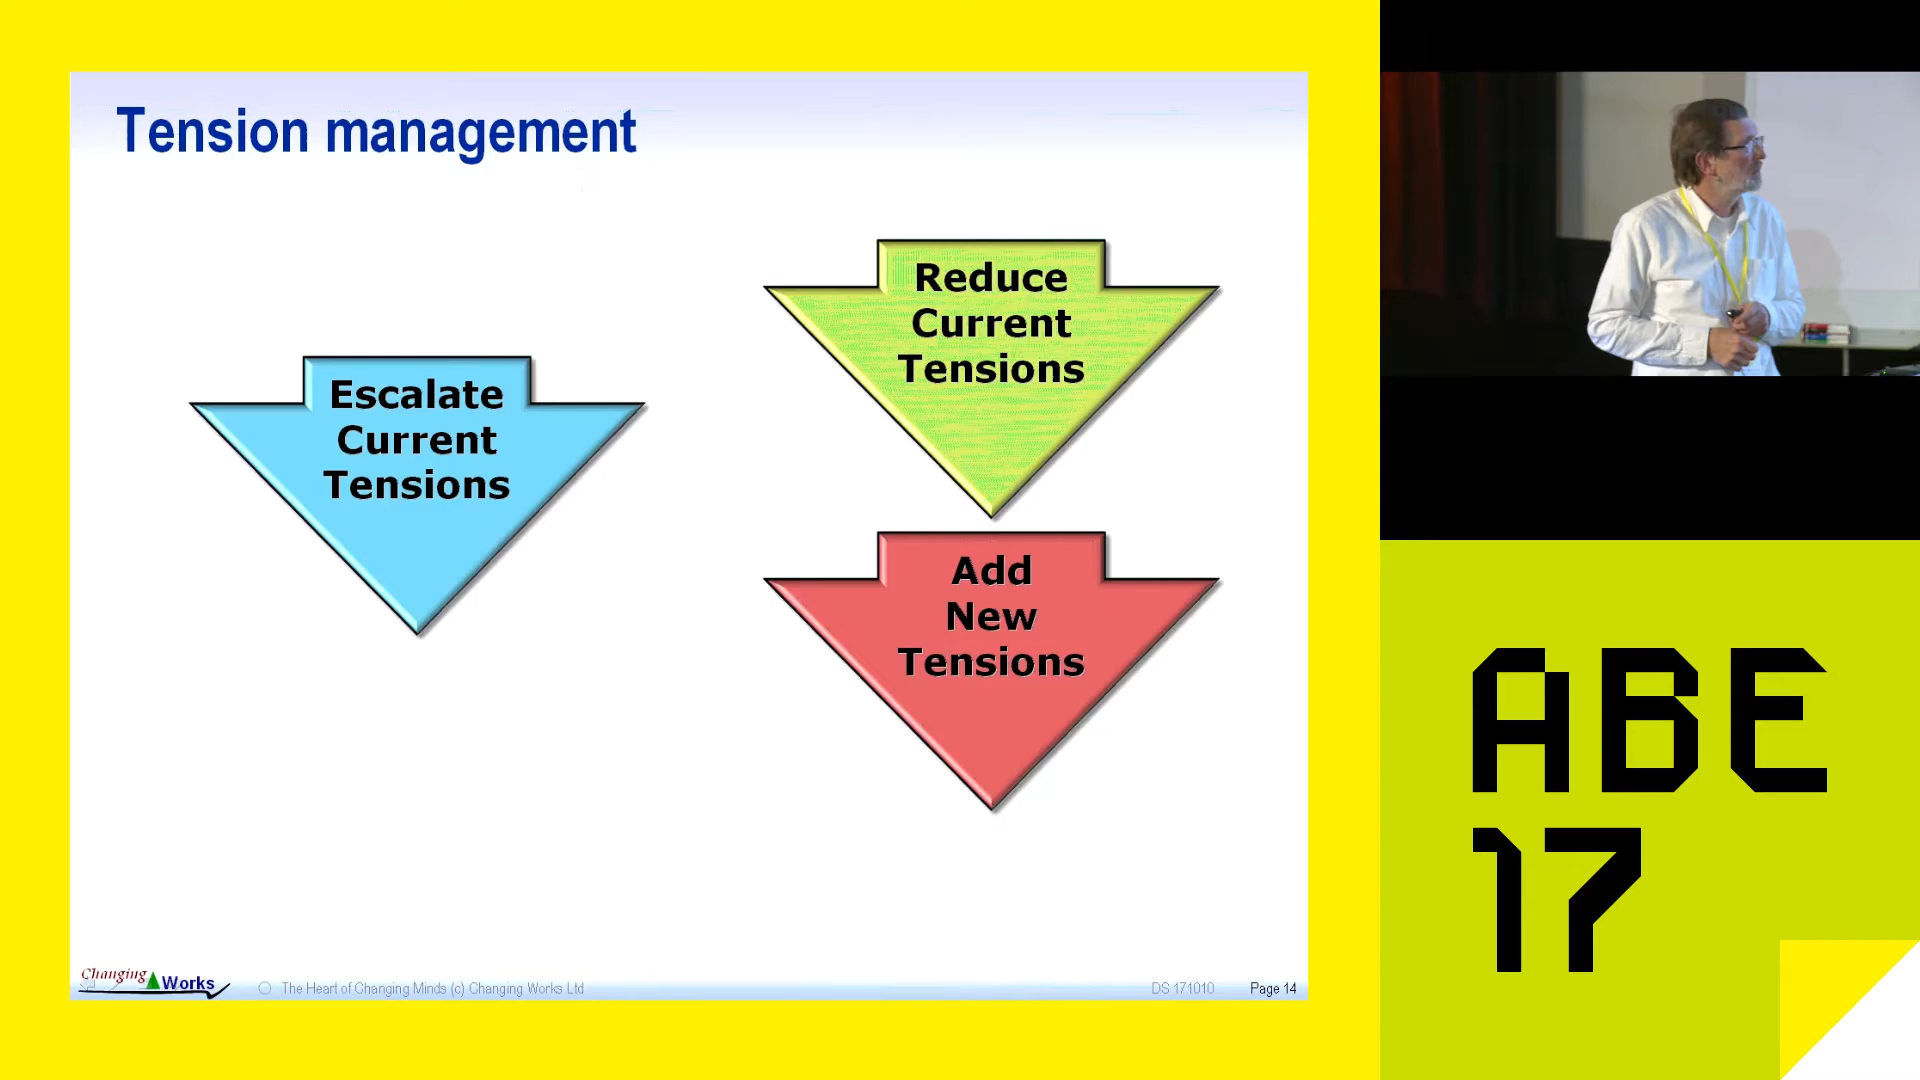 Tension management
Escalate
Current
Tensions
Reduce
Current
Tensions
Add
New
Tensions
Changing Works
The Heart of Changing Minds (c) Changing Works Ltd
DS 171010
Page 14
ABE
17